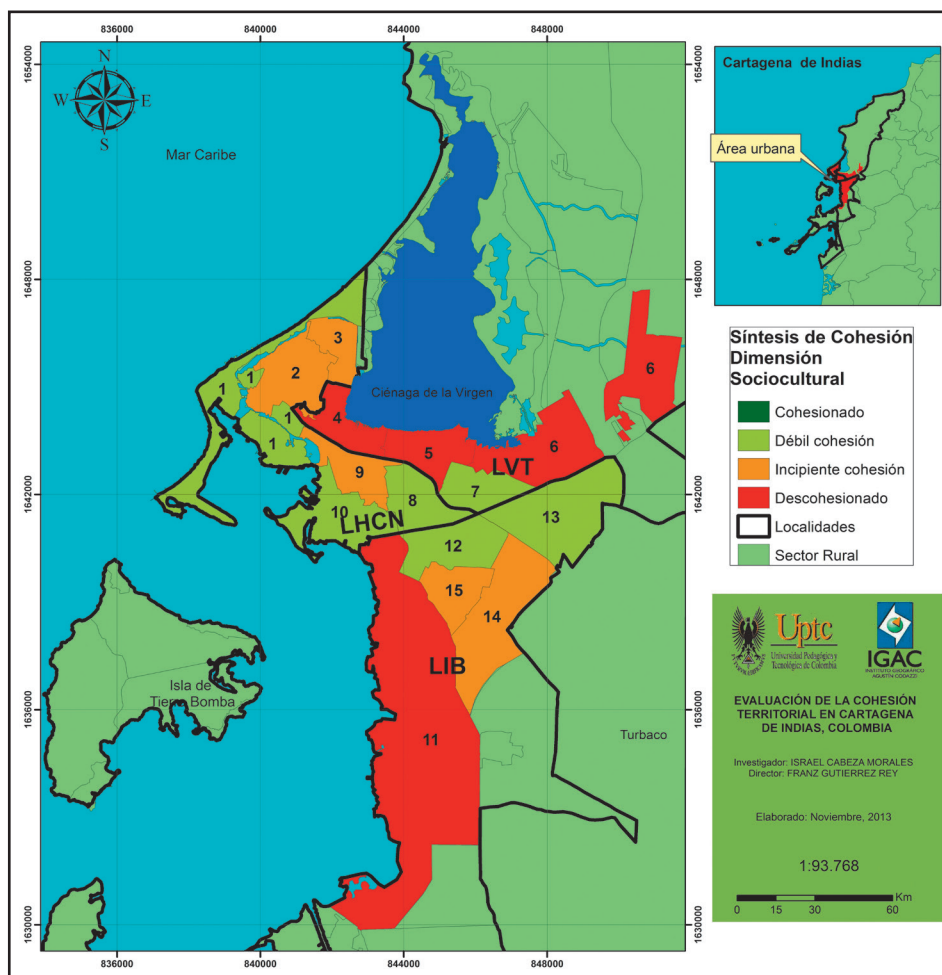 836000
840000
844000
848000
1654000
1648000
1642000
1636000
1630000
1654000
1648000
1642000
1636000
1630000
836000
840000
844000
848000
N
W
E
S
Mar Caribe
Ciénaga de la Virgen
Isla de
Tierra Bomba
Turbaco
1
1
1
1
2
3
4
5
6
6
7
8
9
10
11
12
13
14
15
LVT
LHCN
LIB
Cartagena de Indias
Área urbana
Síntesis de Cohesión
Dimensión
Sociocultural
Cohesionado
Débil cohesión
Incipiente cohesión
Descohesionado
Localidades
Sector Rural
Uptc
Universidad Pedagógica y
Tecnológica de Colombia
IGAC
INSTITUTO GEOGRÁFICO
AGUSTÍN CODAZZI
EVALUACIÓN DE LA COHESIÓN
TERRITORIAL EN CARTAGENA
DE INDIAS, COLOMBIA
Investigador: ISRAEL CABEZA MORALES
Director: FRANZ GUTIERREZ REY
Elaborado: Noviembre, 2013
1:93.768
Km
0 15 30 60